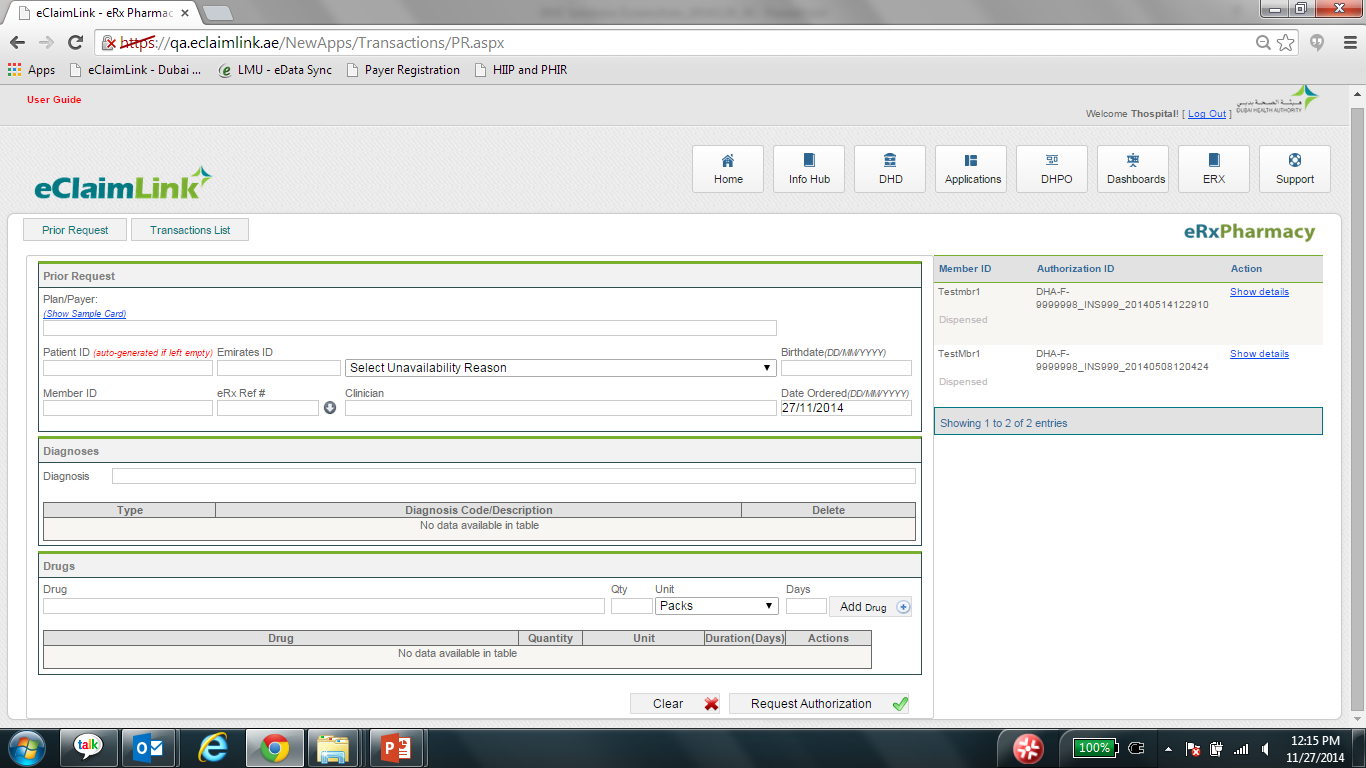 eClaimLink - eRx Pharmac
https://qa.eclaimlink.ae/NewApps/Transactions/PR.aspx
Apps eClaimLink - Dubai ... LMU - eData Sync Payer Registration HIIP and PHIR
User Guide
Welcome Thospital! [ Log Out ]
هيئة الصحة بدبي
DUBAI HEALTH AUTHORITY
eClaimLink
Home Info Hub DHD Applications DHPO Dashboards ERX Support
Prior Request Transactions List
eRxPharmacy
Prior Request
Plan/Payer:
(Show Sample Card)
Patient ID (auto-generated if left empty) Emirates ID Birthdate(DD/MM/YYYY)
Select Unavailability Reason
Member ID eRx Ref # Clinician Date Ordered(DD/MM/YYYY)
27/11/2014
Diagnoses
Diagnosis
Type Diagnosis Code/Description Delete
No data available in table
Drugs
Drug Qty Unit Days
Packs Add Drug
Drug Quantity Unit Duration(Days) Actions
No data available in table
Clear Request Authorization
Member ID Authorization ID Action
Testmbr1 DHA-F- Show details
9999998_INS999_20140514122910
Dispensed
TestMbr1 DHA-F- Show details
9999998_INS999_20140508120424
Dispensed
Showing 1 to 2 of 2 entries
talk
100%
12:15 PM
11/27/2014